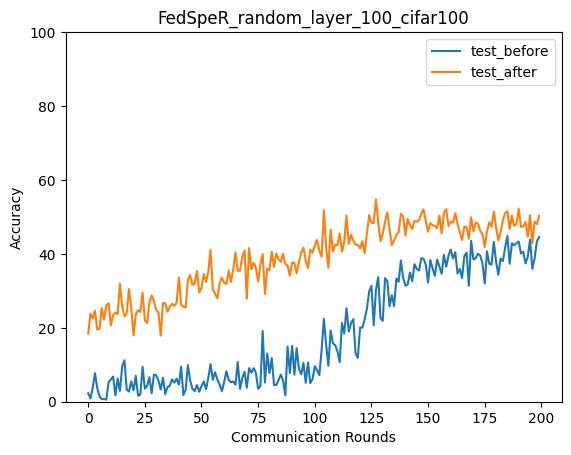 FedSpeR_random_layer_100_cifar100
100
80
60
40
20
0
Accuracy
test_before
test_after
0 25 50 75 100 125 150 175 200
Communication Rounds